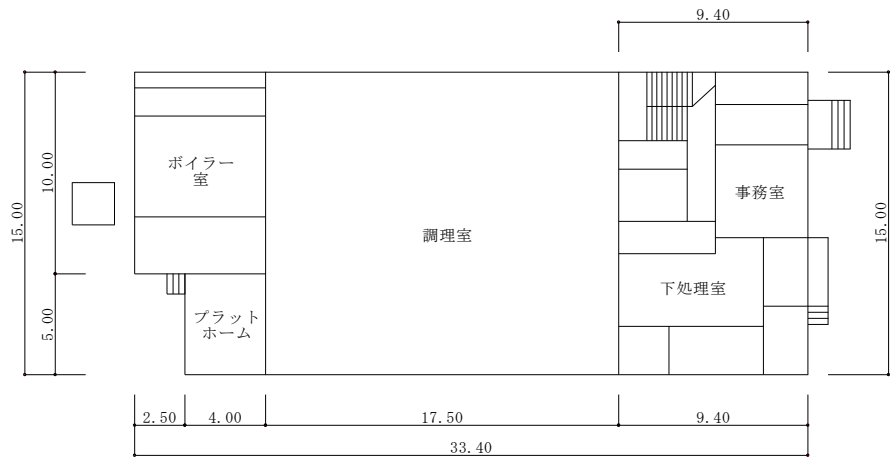 9.40
ボイラー
室
10.00
15.00
事務室
15.00
調理室
下処理室
プラット
ホーム
5.00
2.50
4.00
17.50
9.40
33.40